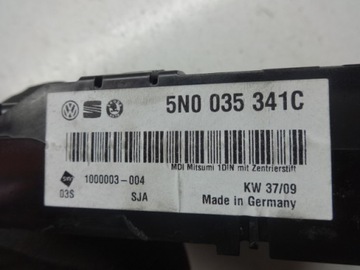 5N0 035 341C
MDI Mitsumi 1DIN mit Zentrierstift
1000003-004
KW 37/09
03S
SJA
Made in Germany